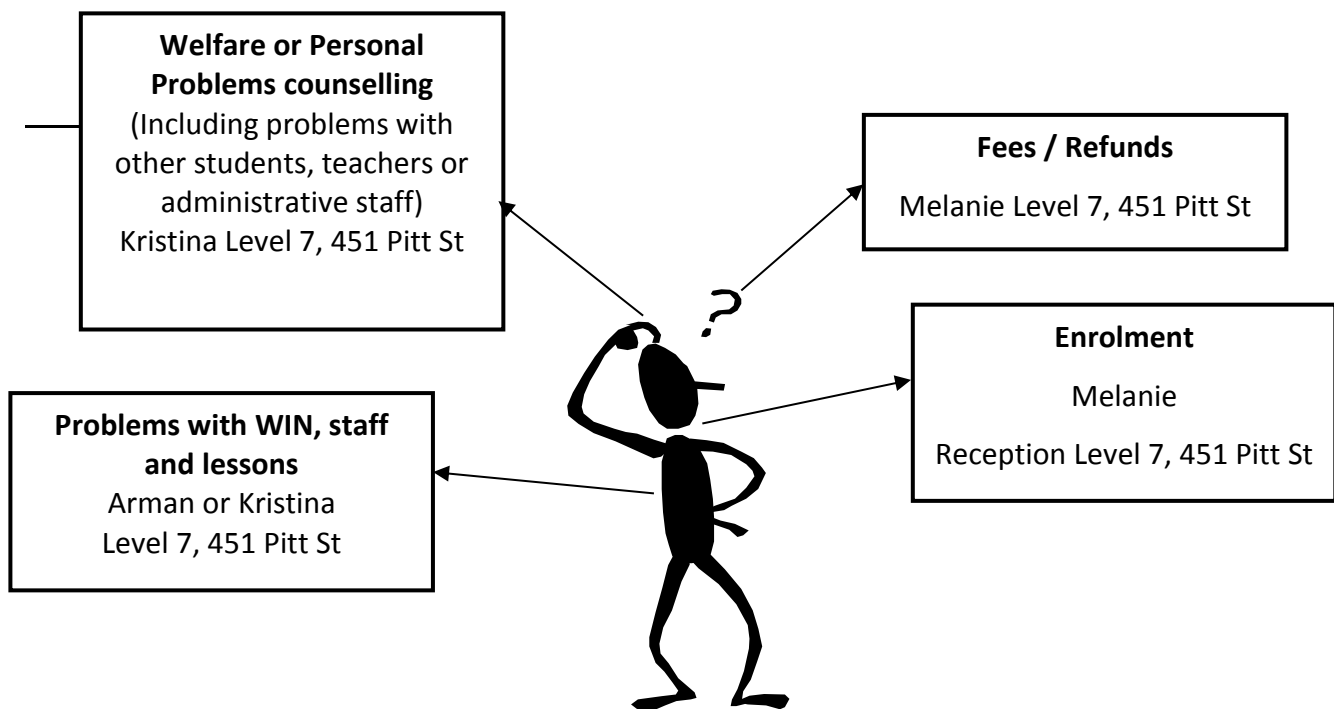 Welfare or Personal
Problems counselling
(Including problems with
other students, teachers or
administrative staff)
Kristina Level 7, 451 Pitt St
Fees / Refunds
Melanie Level 7, 451 Pitt St
?
Enrolment
Melanie
Reception Level 7, 451 Pitt St
Problems with WIN, staff
and lessons
Arman or Kristina
Level 7, 451 Pitt St